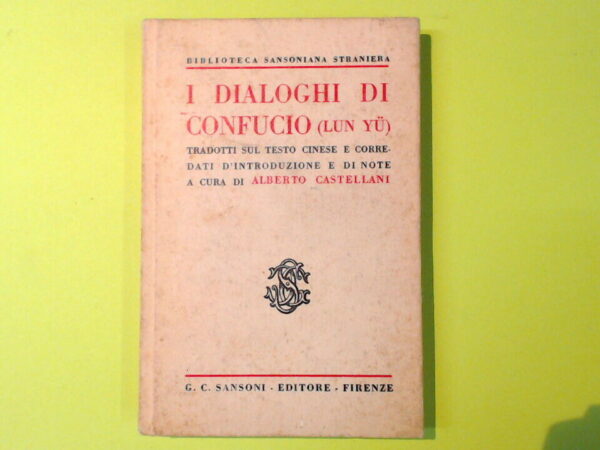 BIBLIOTECA SANSONIANA STRANIERA
I DIALOGHI DI
CONFUCIO (LUN YÜ)
TRADOTTI SUL TESTO CINESE E CORRE-
DATI D'INTRODUZIONE E DI NOTE
A CURA DI ALBERTO CASTELLANI
G. C. SANSONI - EDITORE - FIRENZE